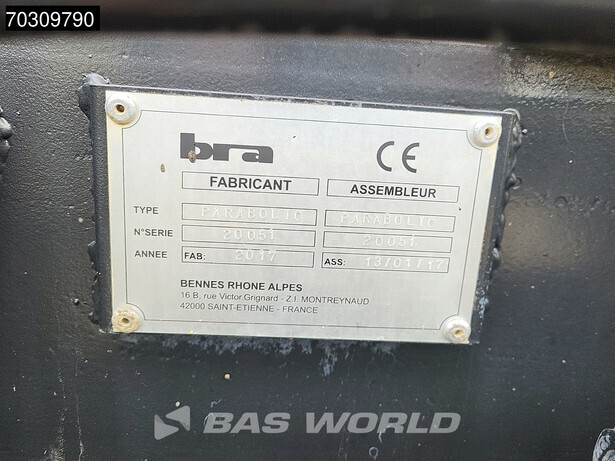 70309790
bra CE
FABRICANT ASSEMBLEUR
TYPE PARABOLIC PARABOLIC
N°SERIE 20051 20051
ANNEE FAB: 2017 ASS: 13/01/17
BENNES RHONE ALPES
16 B, rue Victor Grignard - Z.I. MONTREYNAUD
42000 SAINT-ETIENNE - FRANCE
BAS WORLD